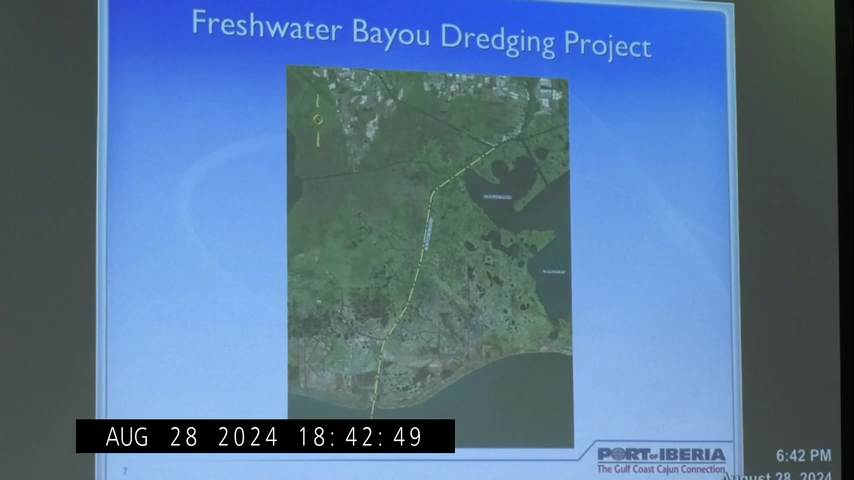 Freshwater Bayou Dredging Project
AUG 28 2024 18:42:49
7
PORT OF IBERIA
The Gulf Coast Cajun Connection
6:42 PM
August 28, 2024